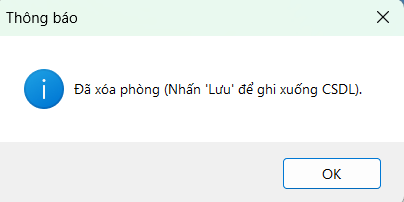 Thông báo
Đã xóa phòng (Nhấn 'Lưu' để ghi xuống CSDL).
OK